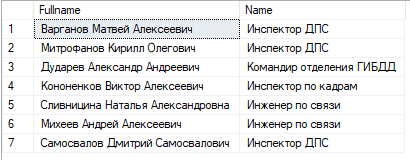 Fullname Name
1 Варганов Матвей Алексеевич Инспектор ДПС
2 Митрофанов Кирилл Олегович Инспектор ДПС
3 Дударев Александр Андреевич Командир отделения ГИБДД
4 Кононенков Виктор Алексеевич Инспектор по кадрам
5 Сливницина Наталья Александровна Инженер по связи
6 Михеев Андрей Алексеевич Инженер по связи
7 Самосвалов Дмитрий Самосвалович Инспектор ДПС